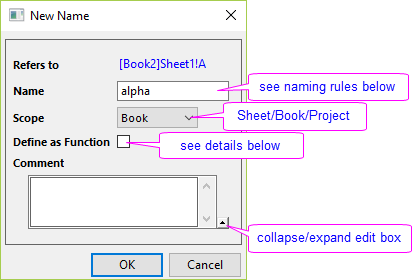 New Name
Refers to [Book2]Sheet1!A
Name alpha see naming rules below
Scope Book Sheet/Book/Project
Define as Function see details below
Comment
collapse/expand edit box
OK Cancel